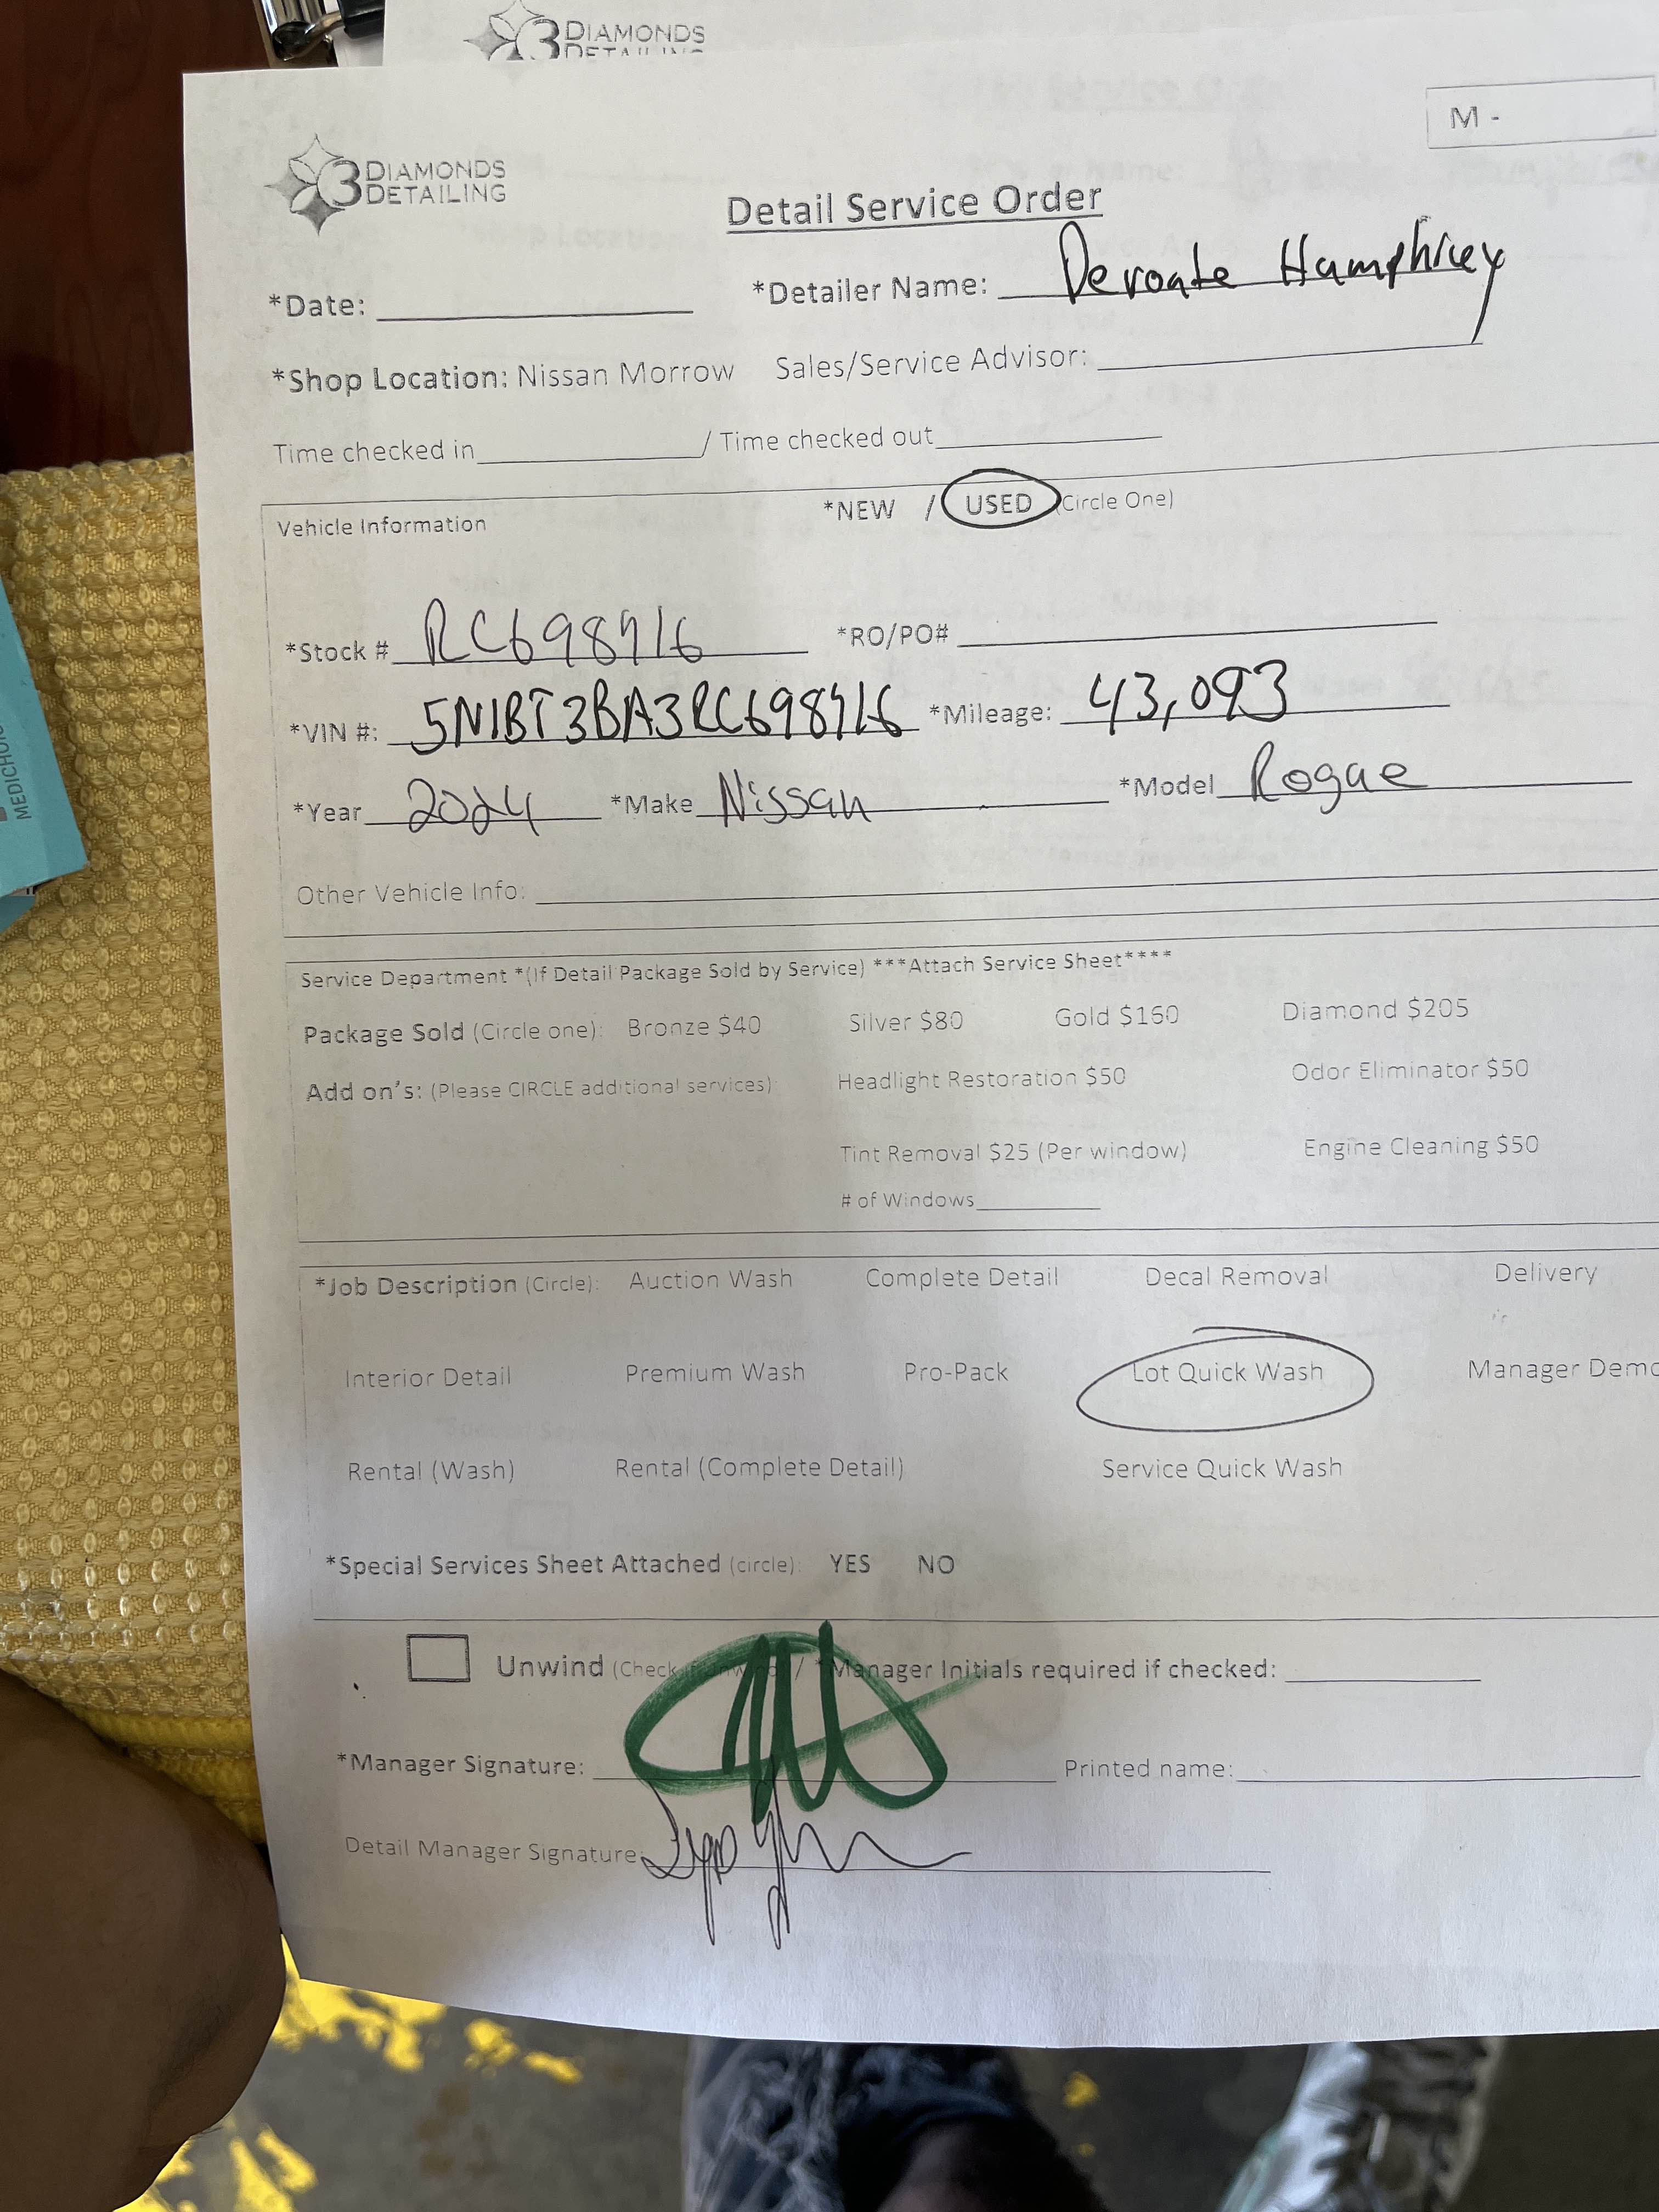 3 DIAMONDS
DETAILING
M -
3 DIAMONDS
DETAILING
Detail Service Order
*Date: *Detailer Name: Devonte Humphrey
*Shop Location: Nissan Morrow Sales/Service Advisor:
Time checked in / Time checked out
Vehicle Information *NEW / USED (Circle One)
*Stock # RC698716 *RO/PO#
*VIN #: 5N1BT3BA3RC698716 *Mileage: 43,093
*Year 2024 *Make Nissan *Model Rogue
Other Vehicle Info:
Service Department *(If Detail Package Sold by Service) ***Attach Service Sheet****
Package Sold (Circle one): Bronze $40 Silver $80 Gold $160 Diamond $205
Add on's: (Please CIRCLE additional services): Headlight Restoration $50 Odor Eliminator $50
Tint Removal $25 (Per window) Engine Cleaning $50
# of Windows
*Job Description (Circle): Auction Wash Complete Detail Decal Removal Delivery
Interior Detail Premium Wash Pro-Pack Lot Quick Wash Manager Demo
Rental (Wash) Rental (Complete Detail) Service Quick Wash
*Special Services Sheet Attached (circle): YES NO
Unwind (Check / *Manager Initials required if checked:
*Manager Signature: Printed name:
Detail Manager Signature:
MEDICHOIC